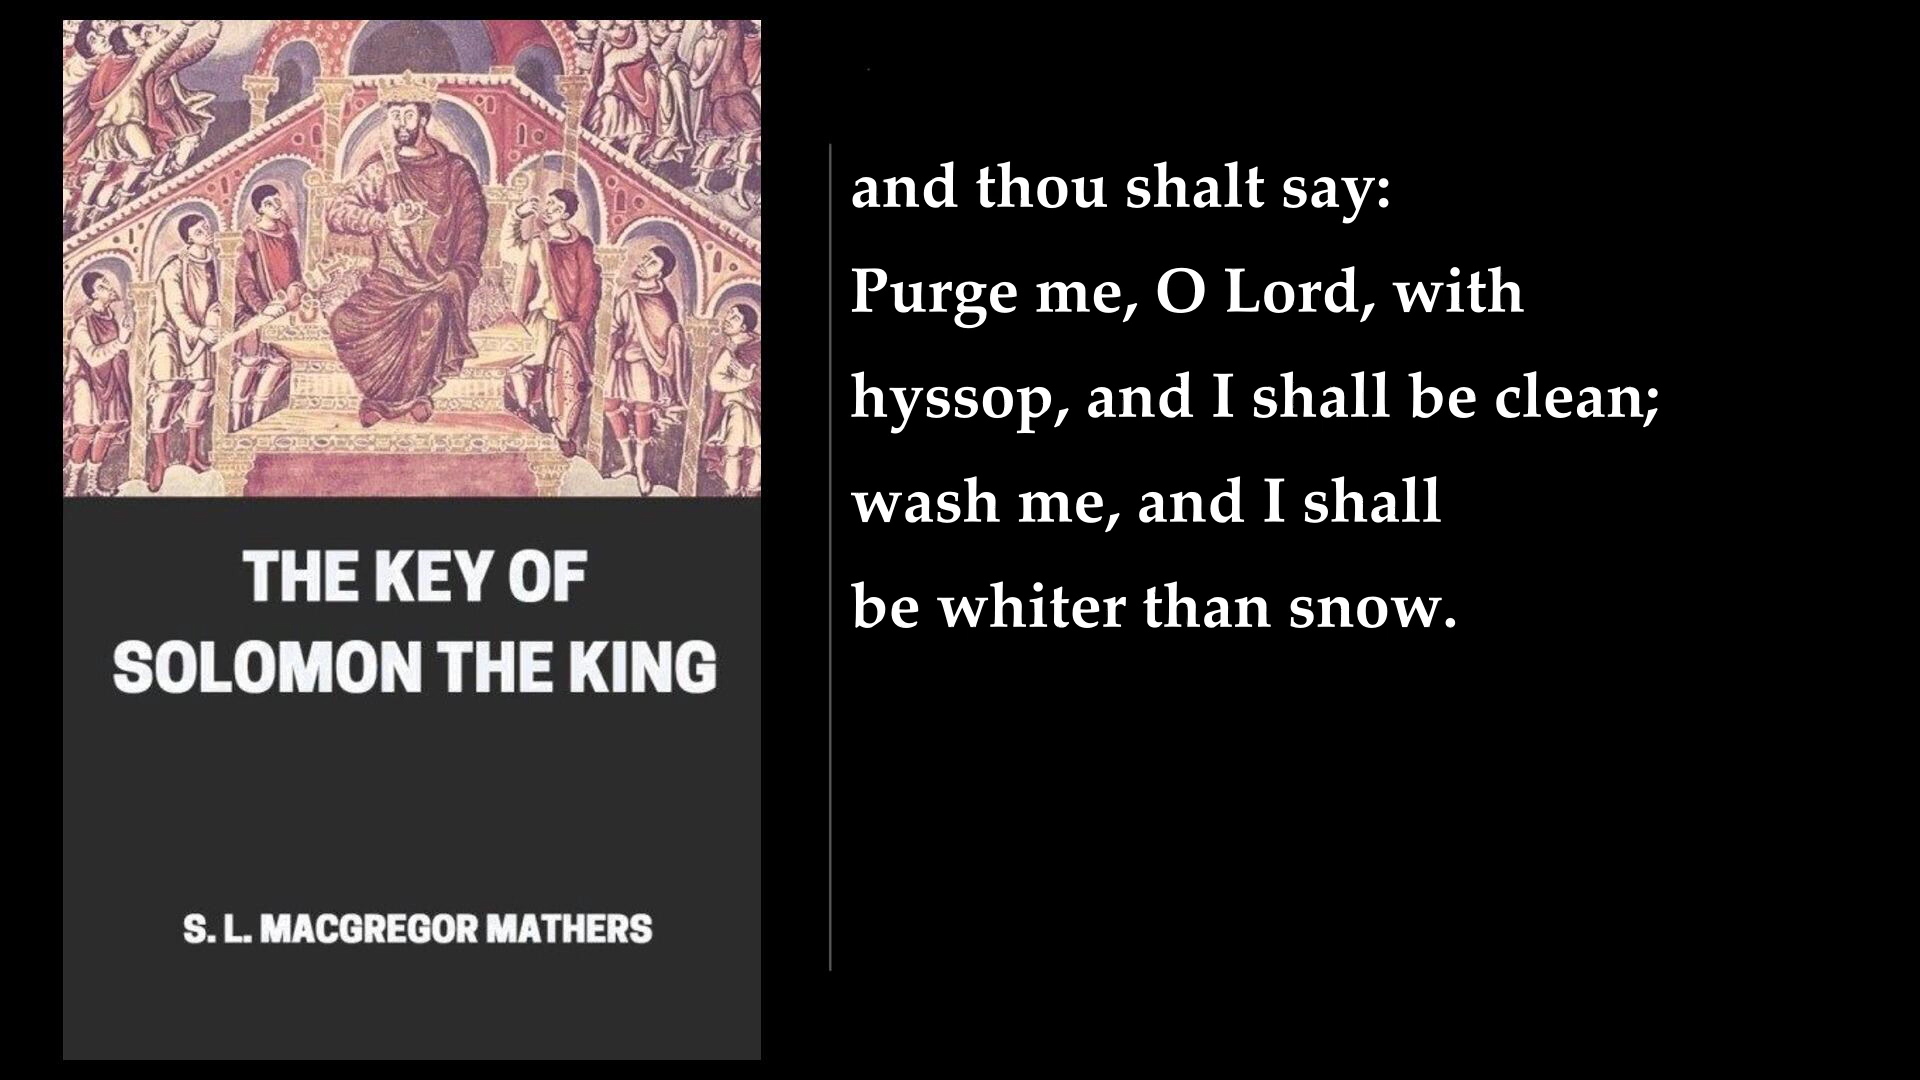 THE KEY OF
SOLOMON THE KING
S. L. MACGREGOR MATHERS
and thou shalt say:
Purge me, O Lord, with
hyssop, and I shall be clean;
wash me, and I shall
be whiter than snow.